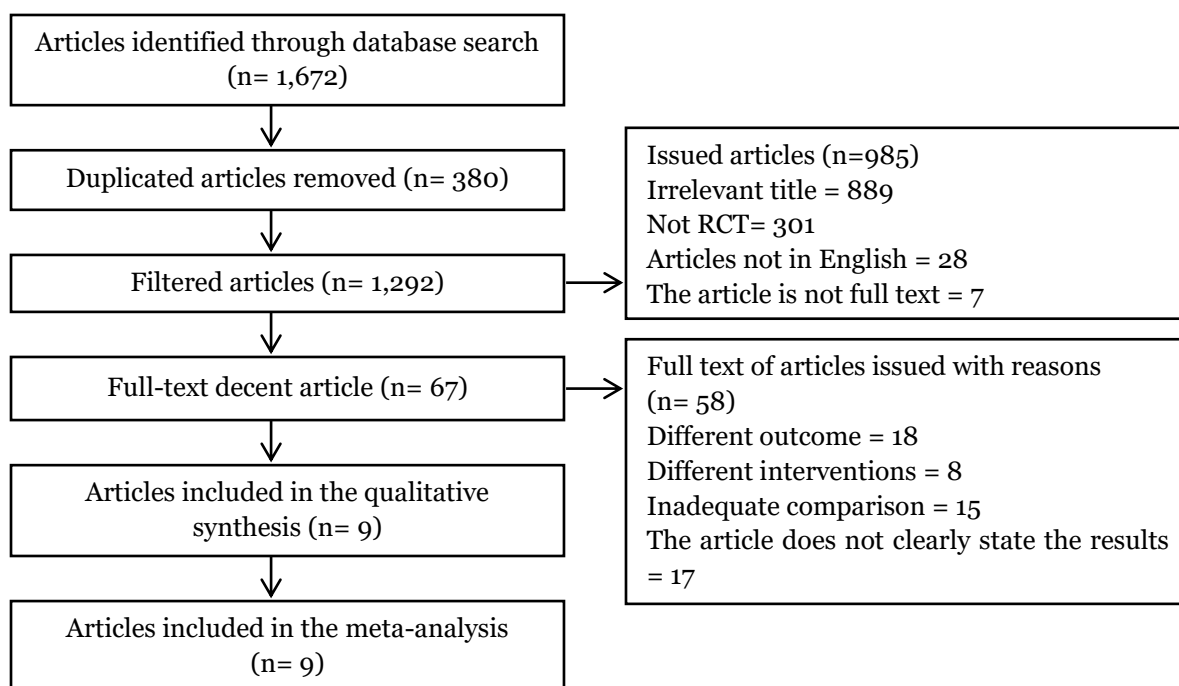 Articles identified through database search
(n= 1,672)
Duplicated articles removed (n= 380)
Filtered articles (n= 1,292)
Issued articles (n=985)
Irrelevant title = 889
Not RCT= 301
Articles not in English = 28
The article is not full text = 7
Full-text decent article (n= 67)
Full text of articles issued with reasons
(n= 58)
Different outcome = 18
Different interventions = 8
Inadequate comparison = 15
The article does not clearly state the results
= 17
Articles included in the qualitative
synthesis (n= 9)
Articles included in the meta-analysis
(n= 9)